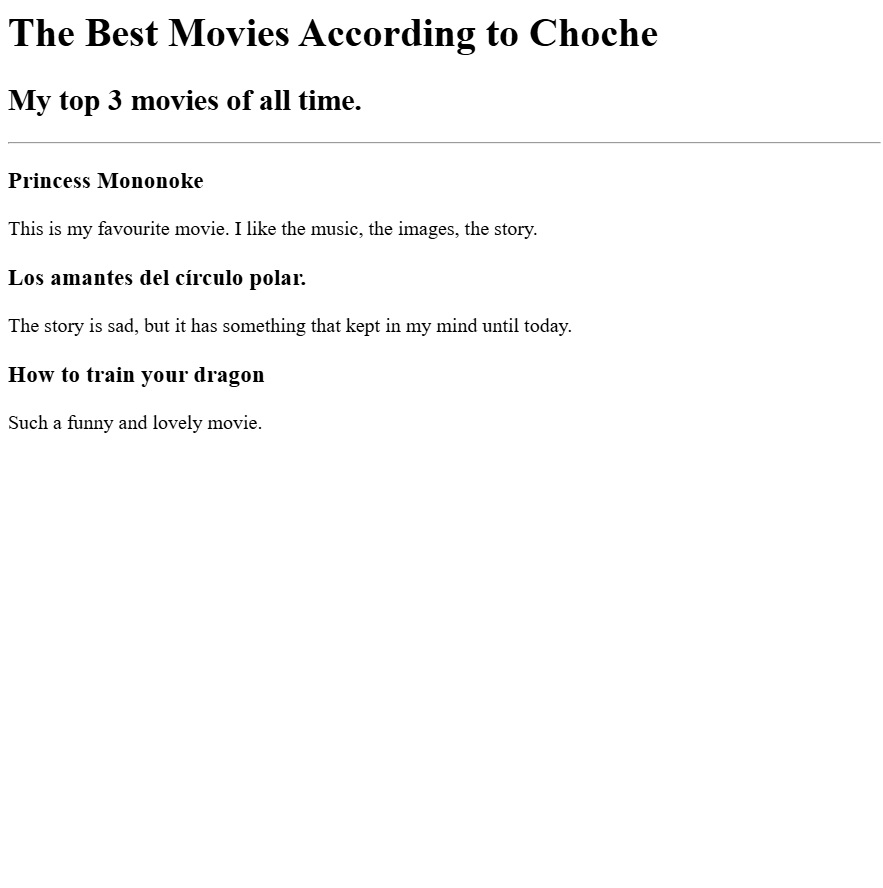 The Best Movies According to Choche
My top 3 movies of all time.
Princess Mononoke
This is my favourite movie. I like the music, the images, the story.
Los amantes del círculo polar.
The story is sad, but it has something that kept in my mind until today.
How to train your dragon
Such a funny and lovely movie.